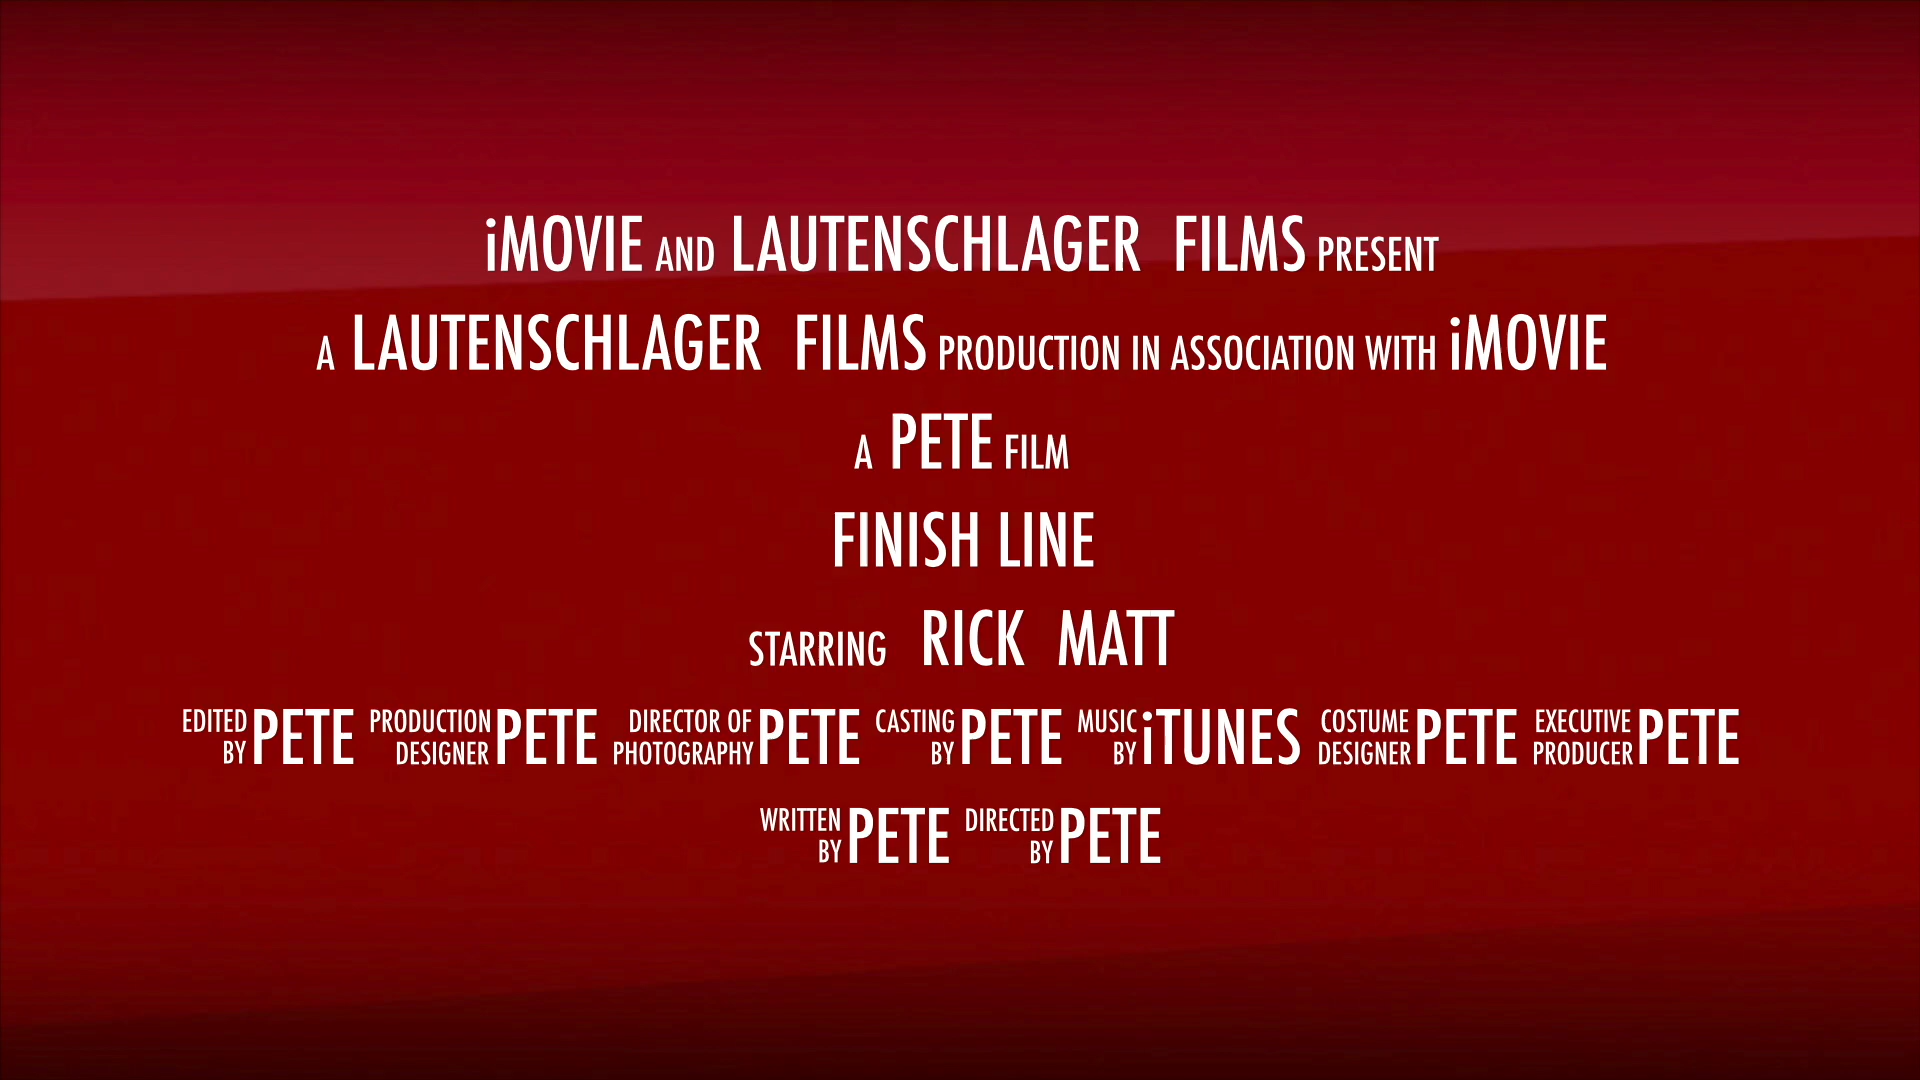 iMOVIE AND LAUTENSCHLAGER FILMS PRESENT
A LAUTENSCHLAGER FILMS PRODUCTION IN ASSOCIATION WITH iMOVIE
A PETE FILM
FINISH LINE
STARRING RICK MATT
EDITED BY PETE PRODUCTION DESIGNER PETE DIRECTOR OF PHOTOGRAPHY PETE CASTING BY PETE MUSIC BY iTUNES COSTUME DESIGNER PETE EXECUTIVE PRODUCER PETE
WRITTEN BY PETE DIRECTED BY PETE